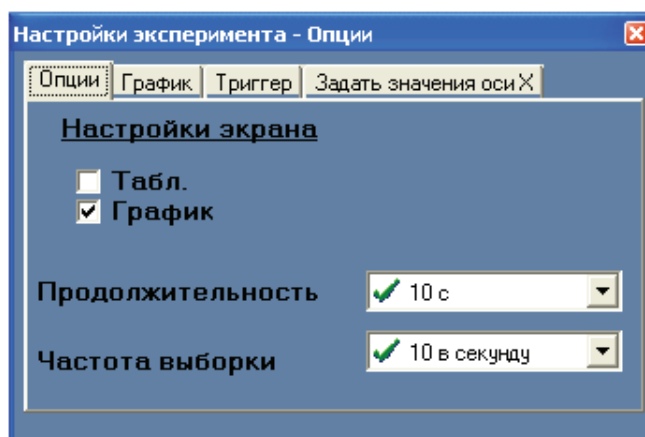 Настройки эксперимента - Опции
Опции График Триггер Задать значения оси X
Настройки экрана
Табл.
График
Продолжительность 10 с
Частота выборки 10 в секунду